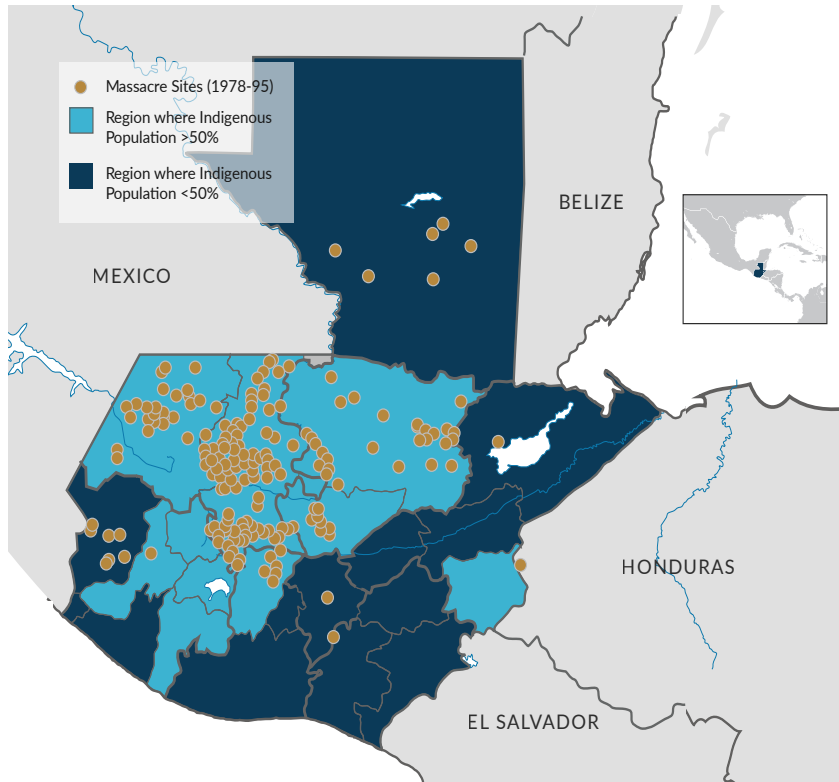 Massacre Sites (1978-95)
Region where Indigenous
Population >50%
Region where Indigenous
Population <50%
BELIZE
MEXICO
HONDURAS
EL SALVADOR